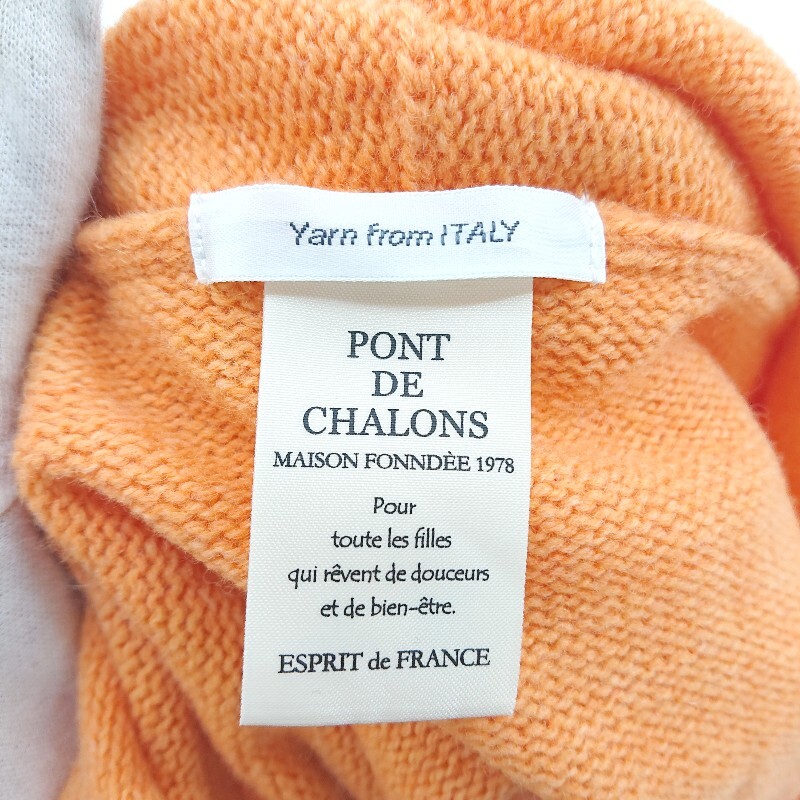 Yarn from ITALY
PONT
DE
CHALONS
MAISON FONNDÈE 1978
Pour
toute les filles
qui rêvent de douceurs
et de bien-être.
ESPRIT de FRANCE